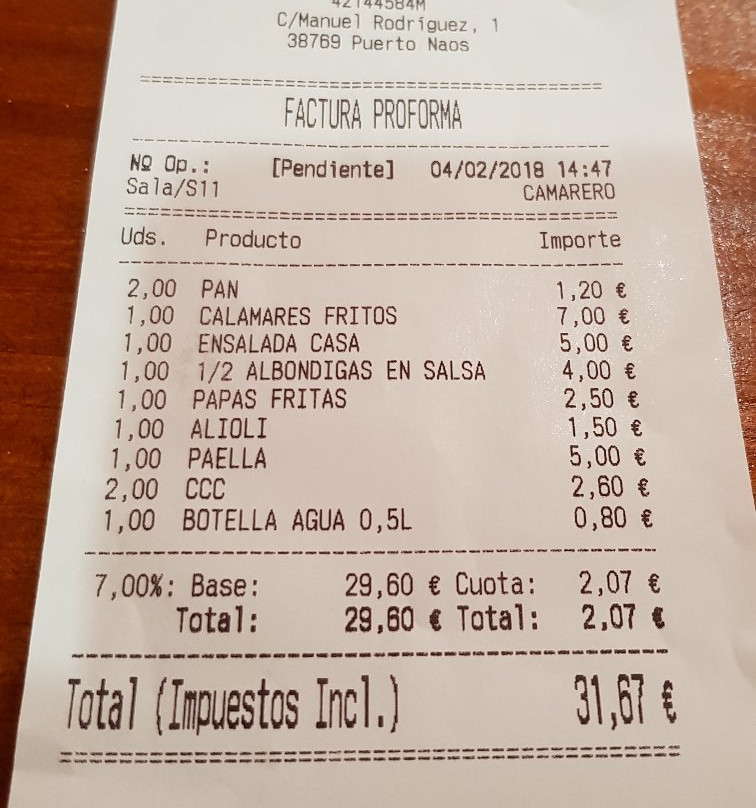 42144584M
C/Manuel Rodríguez, 1
38769 Puerto Naos
FACTURA PROFORMA
Nº Op.: [Pendiente] 04/02/2018 14:47
Sala/S11 CAMARERO
Uds. Producto Importe
2,00 PAN 1,20 €
1,00 CALAMARES FRITOS 7,00 €
1,00 ENSALADA CASA 5,00 €
1,00 1/2 ALBONDIGAS EN SALSA 4,00 €
1,00 PAPAS FRITAS 2,50 €
1,00 ALIOLI 1,50 €
1,00 PAELLA 5,00 €
2,00 CCC 2,60 €
1,00 BOTELLA AGUA 0,5L 0,80 €
7,00%: Base: 29,60 € Cuota: 2,07 €
Total: 29,60 € Total: 2,07 €
Total (Impuestos Incl.) 31,67 €